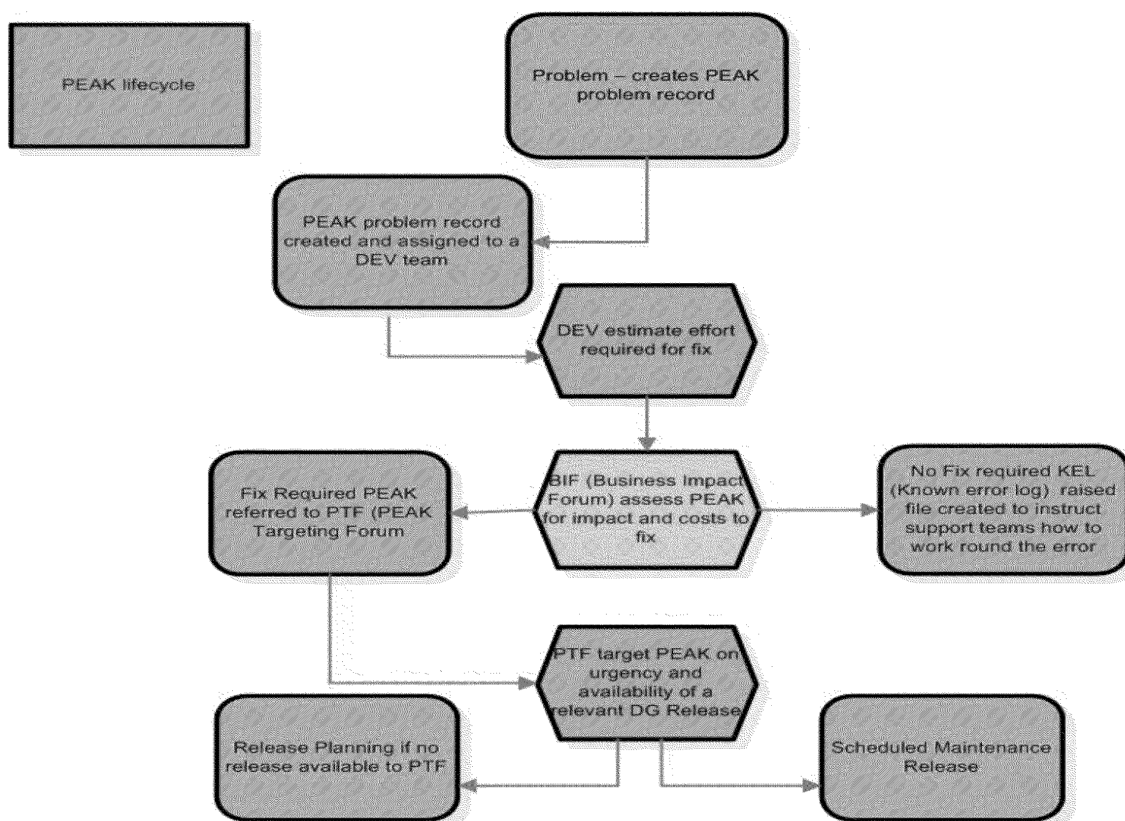 PEAK lifecycle
Problem – creates PEAK
problem record
PEAK problem record
created and assigned to a
DEV team
DEV estimate effort
required for fix
BIF (Business Impact
Forum) assess PEAK
for impact and costs to
fix
Fix Required PEAK
referred to PTF (PEAK
Targeting Forum
No Fix required KEL
(Known error log) raised
file created to instruct
support teams how to
work round the error
PTF target PEAK on
urgency and
availability of a
relevant DG Release
Release Planning if no
release available to PTF
Scheduled Maintenance
Release